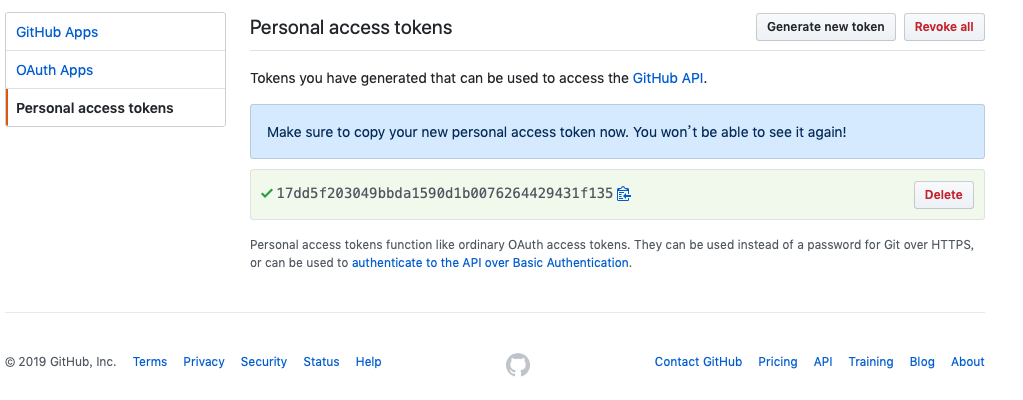 GitHub Apps
OAuth Apps
Personal access tokens
Personal access tokens
Generate new token
Revoke all
Tokens you have generated that can be used to access the GitHub API.
Make sure to copy your new personal access token now. You won’t be able to see it again!
17dd5f203049bbda1590d1b0076264429431f135
Delete
Personal access tokens function like ordinary OAuth access tokens. They can be used instead of a password for Git over HTTPS,
or can be used to authenticate to the API over Basic Authentication.
© 2019 GitHub, Inc. Terms Privacy Security Status Help
Contact GitHub Pricing API Training Blog About